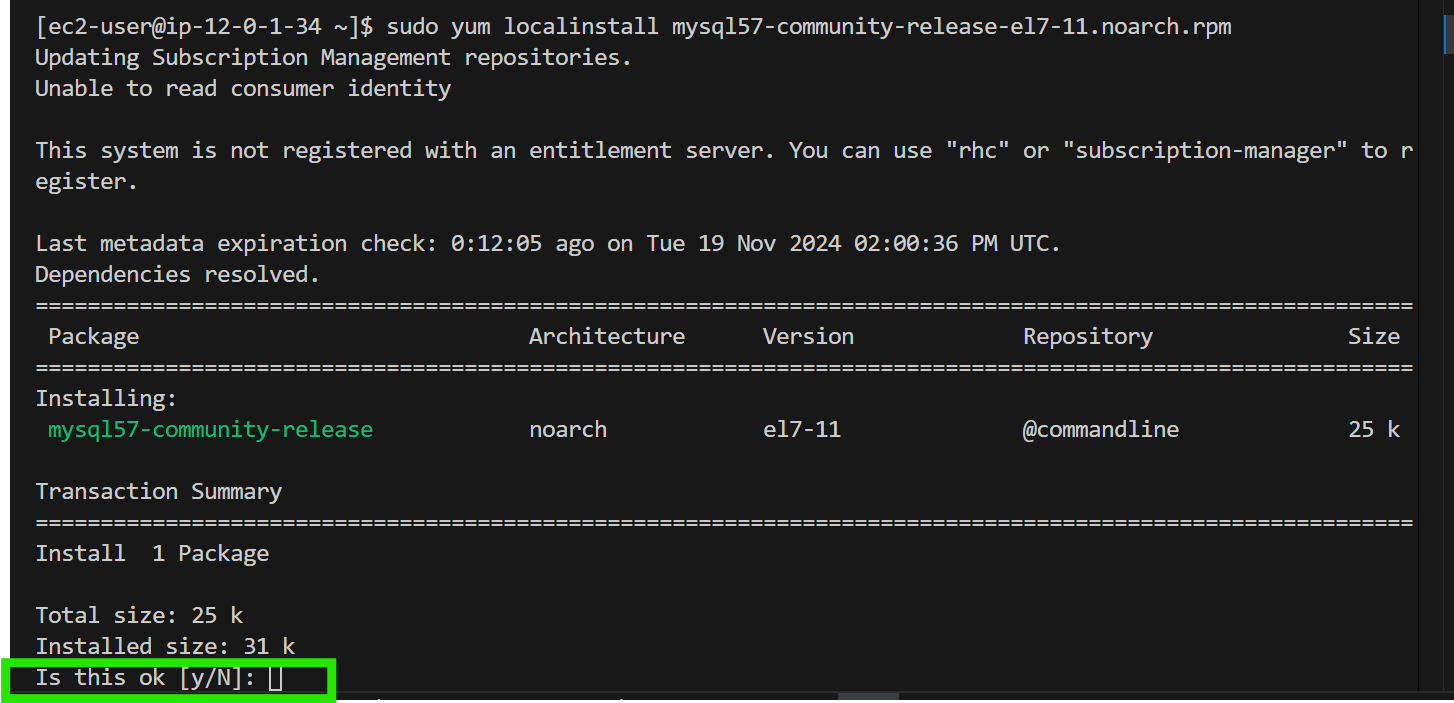 [ec2-user@ip-12-0-1-34 ~]$ sudo yum localinstall mysql57-community-release-el7-11.noarch.rpm
Updating Subscription Management repositories.
Unable to read consumer identity
This system is not registered with an entitlement server. You can use "rhc" or "subscription-manager" to r
egister.
Last metadata expiration check: 0:12:05 ago on Tue 19 Nov 2024 02:00:36 PM UTC.
Dependencies resolved.
==========================================================================================================
Package Architecture Version Repository Size
==========================================================================================================
Installing:
mysql57-community-release noarch el7-11 @commandline 25 k
Transaction Summary
==========================================================================================================
Install  1 Package
Total size: 25 k
Installed size: 31 k
Is this ok [y/N]: